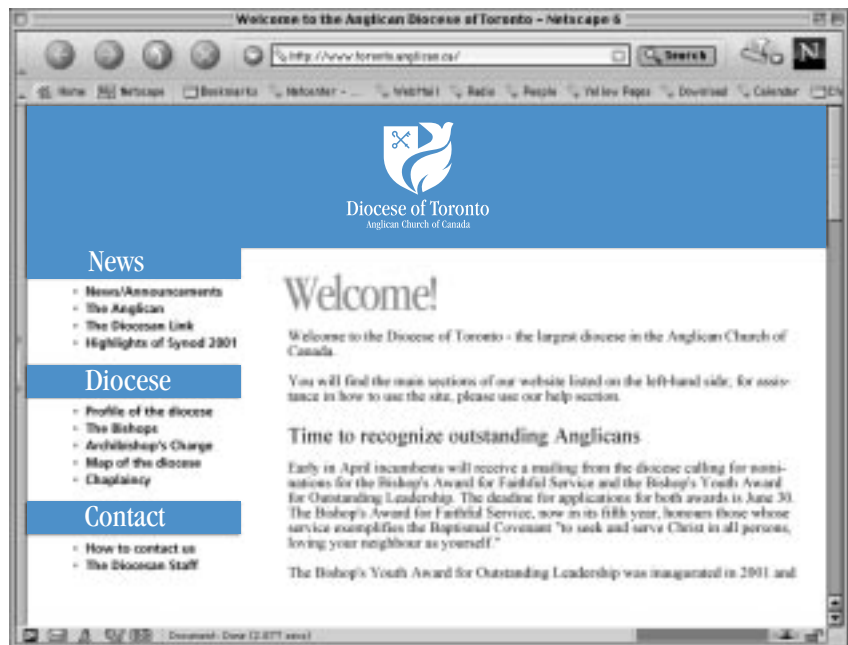 Welcome to the Anglican Diocese of Toronto – Netscape 6
http://www.toronto.anglican.ca/
Search
N
Home Netscape Bookmarks Netcenter - ... WebMail Radio People Yellow Pages Download Calendar
Diocese of Toronto
Anglican Church of Canada
News
News/Announcements
The Anglican
The Diocesan Link
Highlights of Synod 2001
Diocese
Profile of the diocese
The Bishops
Archibishop's Charge
Map of the diocese
Chaplaincy
Contact
How to contact us
The Diocesan Staff
Welcome!
Welcome to the Diocese of Toronto - the largest diocese in the Anglican Church of
Canada.
You will find the main sections of our website listed on the left-hand side, for assis-
tance in how to use the site, please use our help section.
Time to recognize outstanding Anglicans
Early in April incumbents will receive a mailing from the diocese calling for nomi-
nations for the Bishop's Award for Faithful Service and the Bishop's Youth Award
for Outstanding Leadership. The deadline for applications for both awards is June 30.
The Bishop's Award for Faithful Service, now in its fifth year, honours those whose
service exemplifies the Baptismal Covenant "to seek and serve Christ in all persons,
loving your neighbour as yourself."
The Bishop's Youth Award for Outstanding Leadership was inaugurated in 2001 and
Document: Done (2.877 secs)